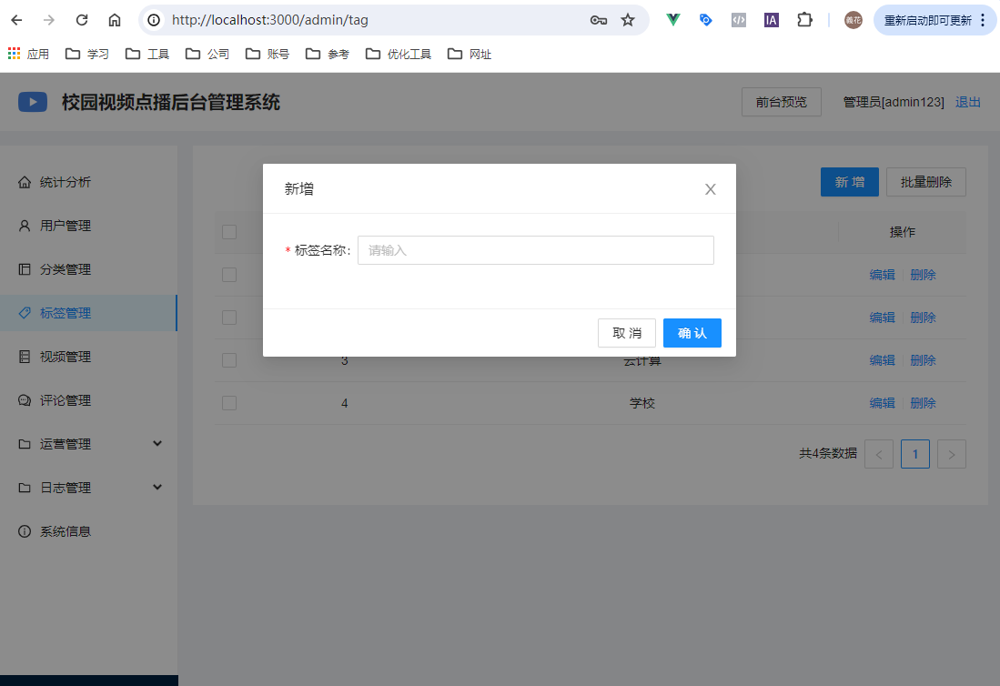 http://localhost:3000/admin/tag
IA
義花
重新启动即可更新
应用
学习
工具
公司
账号
参考
优化工具
网址
校园视频点播后台管理系统
前台预览
管理员[admin123]
退出
统计分析
用户管理
分类管理
标签管理
视频管理
评论管理
运营管理
日志管理
系统信息
新 增
批量删除
新增
* 标签名称:
请输入
取 消
确 认
操作
编辑 删除
编辑 删除
3 云计算 编辑 删除
4 学校 编辑 删除
共4条数据 < 1 >